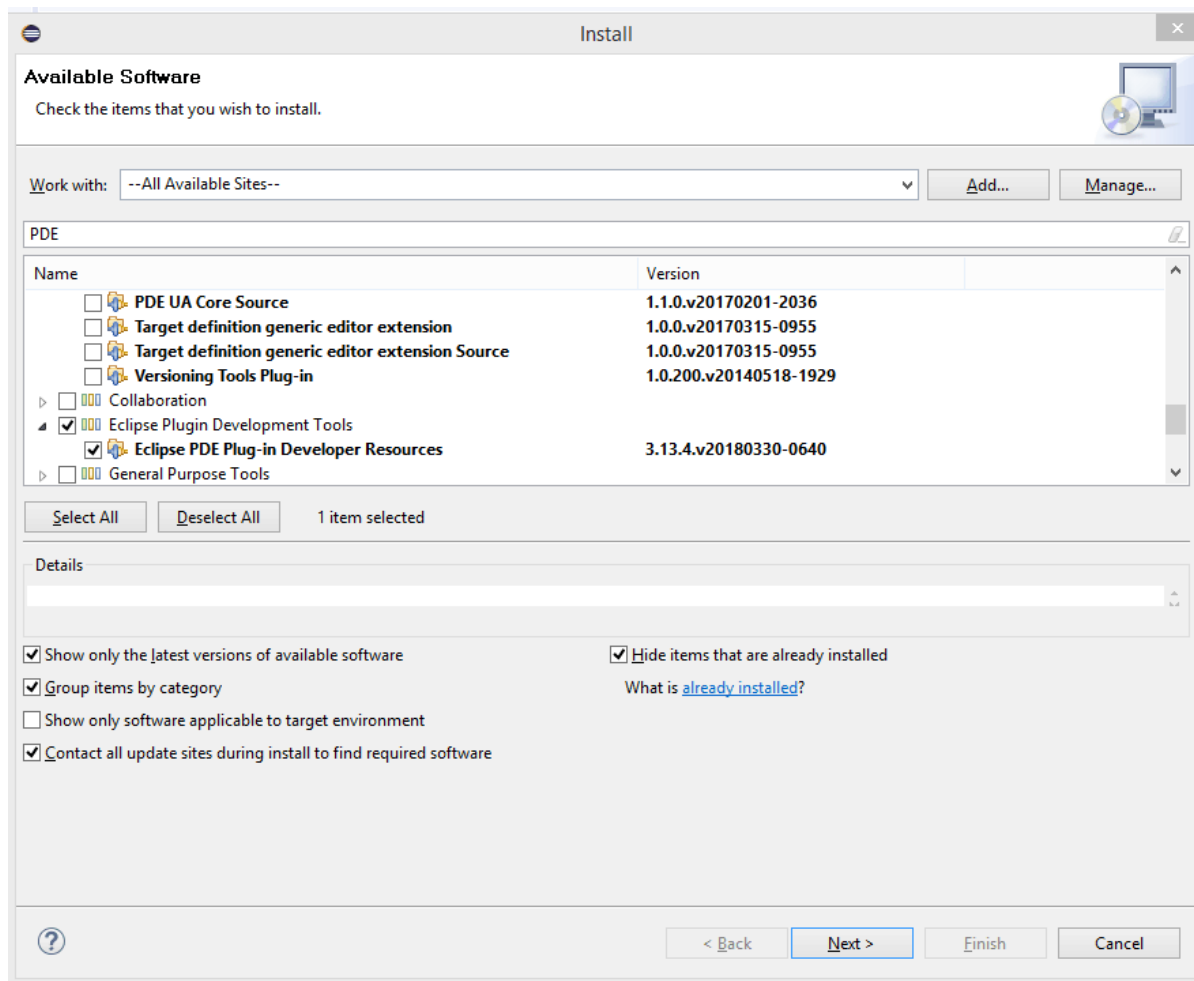 Install
Available Software
Check the items that you wish to install.
Work with: --All Available Sites-- Add... Manage...
PDE
Name Version
PDE UA Core Source 1.1.0.v20170201-2036
Target definition generic editor extension 1.0.0.v20170315-0955
Target definition generic editor extension Source 1.0.0.v20170315-0955
Versioning Tools Plug-in 1.0.200.v20140518-1929
Collaboration
Eclipse Plugin Development Tools
Eclipse PDE Plug-in Developer Resources 3.13.4.v20180330-0640
General Purpose Tools
Select All Deselect All 1 item selected
Details
Show only the latest versions of available software Hide items that are already installed
Group items by category What is already installed?
Show only software applicable to target environment
Contact all update sites during install to find required software
? < Back Next > Finish Cancel